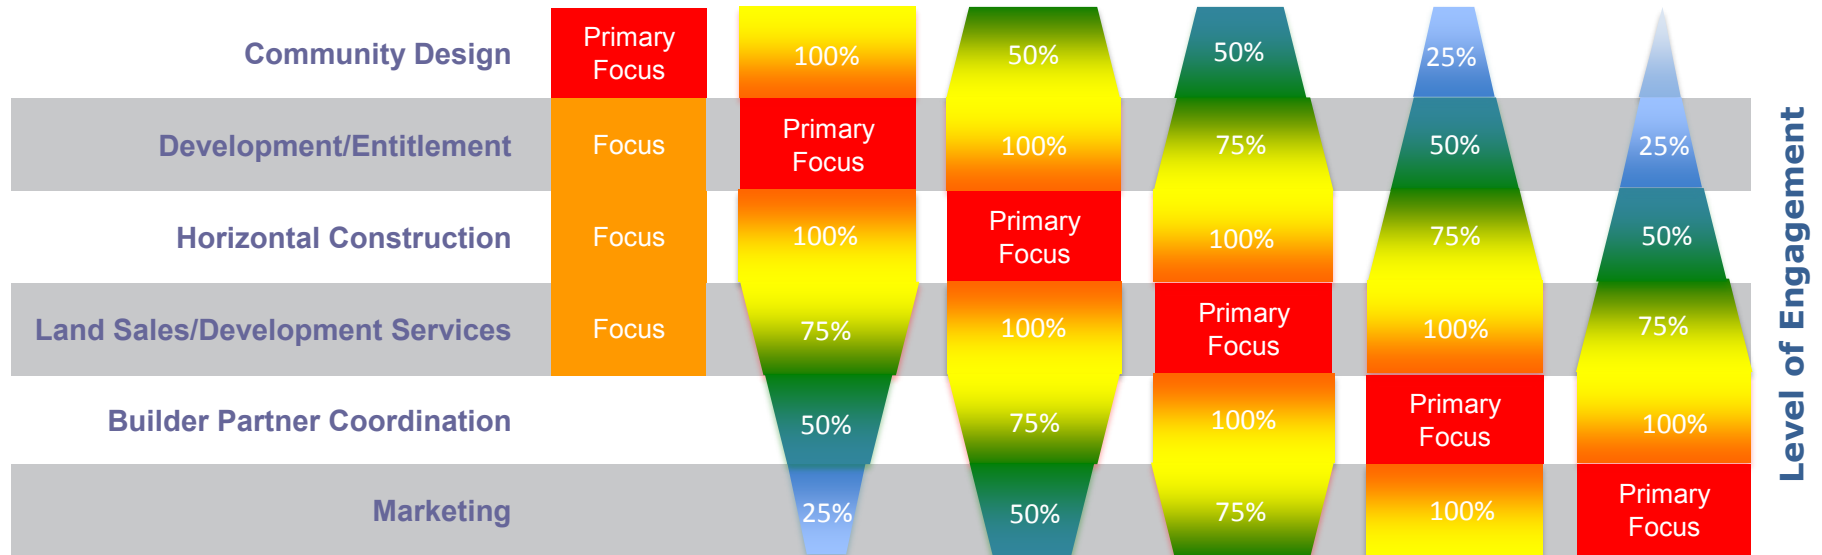 Community Design
Primary
Focus
100%
50%
50%
25%
Development/Entitlement
Focus
Primary
Focus
100%
75%
50%
25%
Horizontal Construction
Focus
100%
Primary
Focus
100%
75%
50%
Land Sales/Development Services
Focus
75%
100%
Primary
Focus
100%
75%
Builder Partner Coordination
50%
75%
100%
Primary
Focus
100%
Marketing
25%
50%
75%
100%
Primary
Focus
Level of Engagement